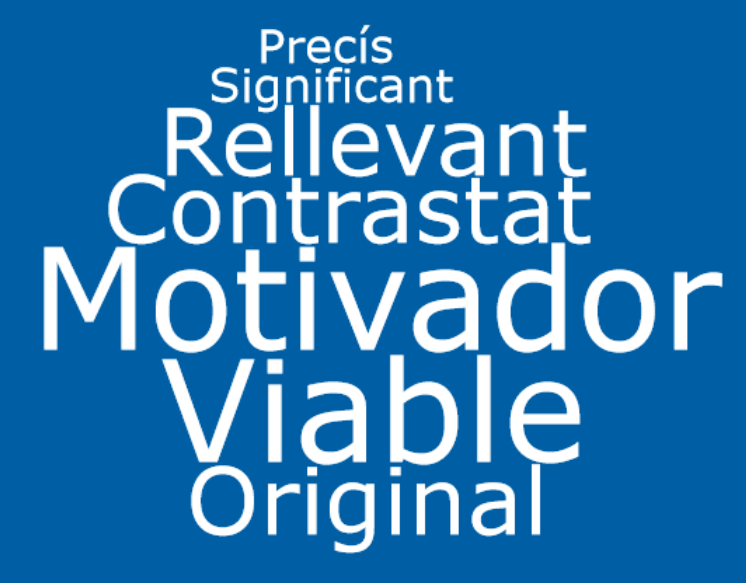 Precís
Significant
Rellevant
Contrastat
Motivador
Viable
Original